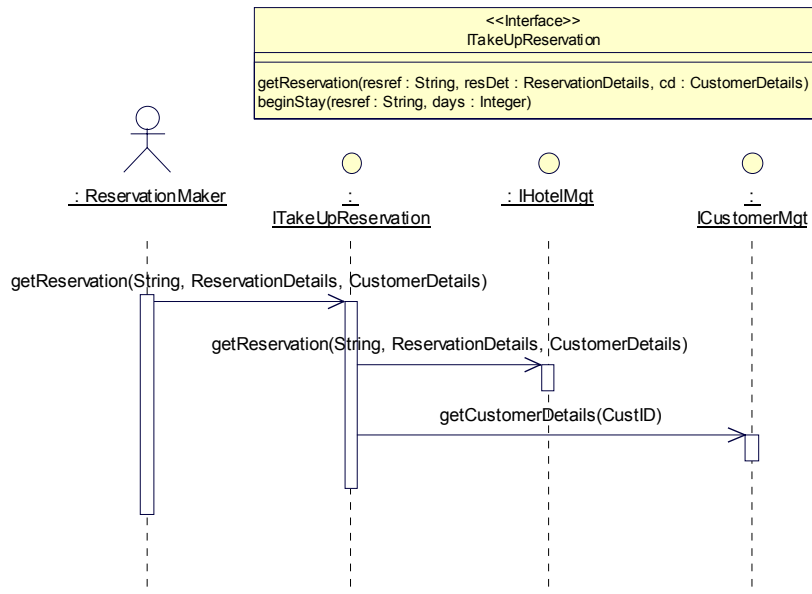 <<Interface>>
ITakeUpReservation
getReservation(resref : String, resDet : ReservationDetails, cd : CustomerDetails)
beginStay(resref : String, days : Integer)
: ReservationMaker
:
ITakeUpReservation
: IHotelMgt
:
ICustomerMgt
getReservation(String, ReservationDetails, CustomerDetails)
getReservation(String, ReservationDetails, CustomerDetails)
getCustomerDetails(CustID)